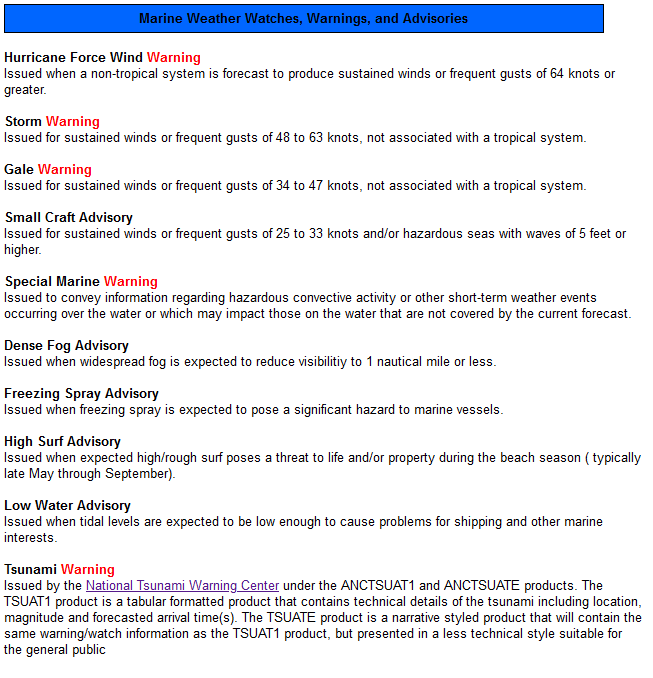 Marine Weather Watches, Warnings, and Advisories
Hurricane Force Wind Warning
Issued when a non-tropical system is forecast to produce sustained winds or frequent gusts of 64 knots or
greater.
Storm Warning
Issued for sustained winds or frequent gusts of 48 to 63 knots, not associated with a tropical system.
Gale Warning
Issued for sustained winds or frequent gusts of 34 to 47 knots, not associated with a tropical system.
Small Craft Advisory
Issued for sustained winds or frequent gusts of 25 to 33 knots and/or hazardous seas with waves of 5 feet or
higher.
Special Marine Warning
Issued to convey information regarding hazardous convective activity or other short-term weather events
occurring over the water or which may impact those on the water that are not covered by the current forecast.
Dense Fog Advisory
Issued when widespread fog is expected to reduce visibilitiy to 1 nautical mile or less.
Freezing Spray Advisory
Issued when freezing spray is expected to pose a significant hazard to marine vessels.
High Surf Advisory
Issued when expected high/rough surf poses a threat to life and/or property during the beach season ( typically
late May through September).
Low Water Advisory
Issued when tidal levels are expected to be low enough to cause problems for shipping and other marine
interests.
Tsunami Warning
Issued by the National Tsunami Warning Center under the ANCTSUAT1 and ANCTSUATE products. The
TSUAT1 product is a tabular formatted product that contains technical details of the tsunami including location,
magnitude and forecasted arrival time(s). The TSUATE product is a narrative styled product that will contain the
same warning/watch information as the TSUAT1 product, but presented in a less technical style suitable for
the general public